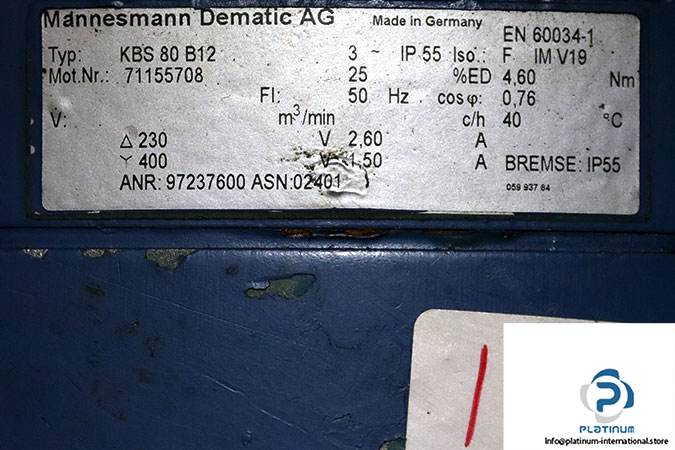 Mannesmann Dematic AG Made in Germany EN 60034-1
Typ: KBS 80 B12 3 ~ IP 55 Iso.: F IM V19
Mot.Nr.: 71155708 25 %ED 4,60 Nm
FI: 50 Hz cos φ: 0,76
V: m³/min c/h 40 °C
Δ 230 V 2,60 A
Y 400 V 1,50 A BREMSE: IP55
ANR: 97237600 ASN:02401
059 937 84
PLATINUM
Info@platinum-international.store